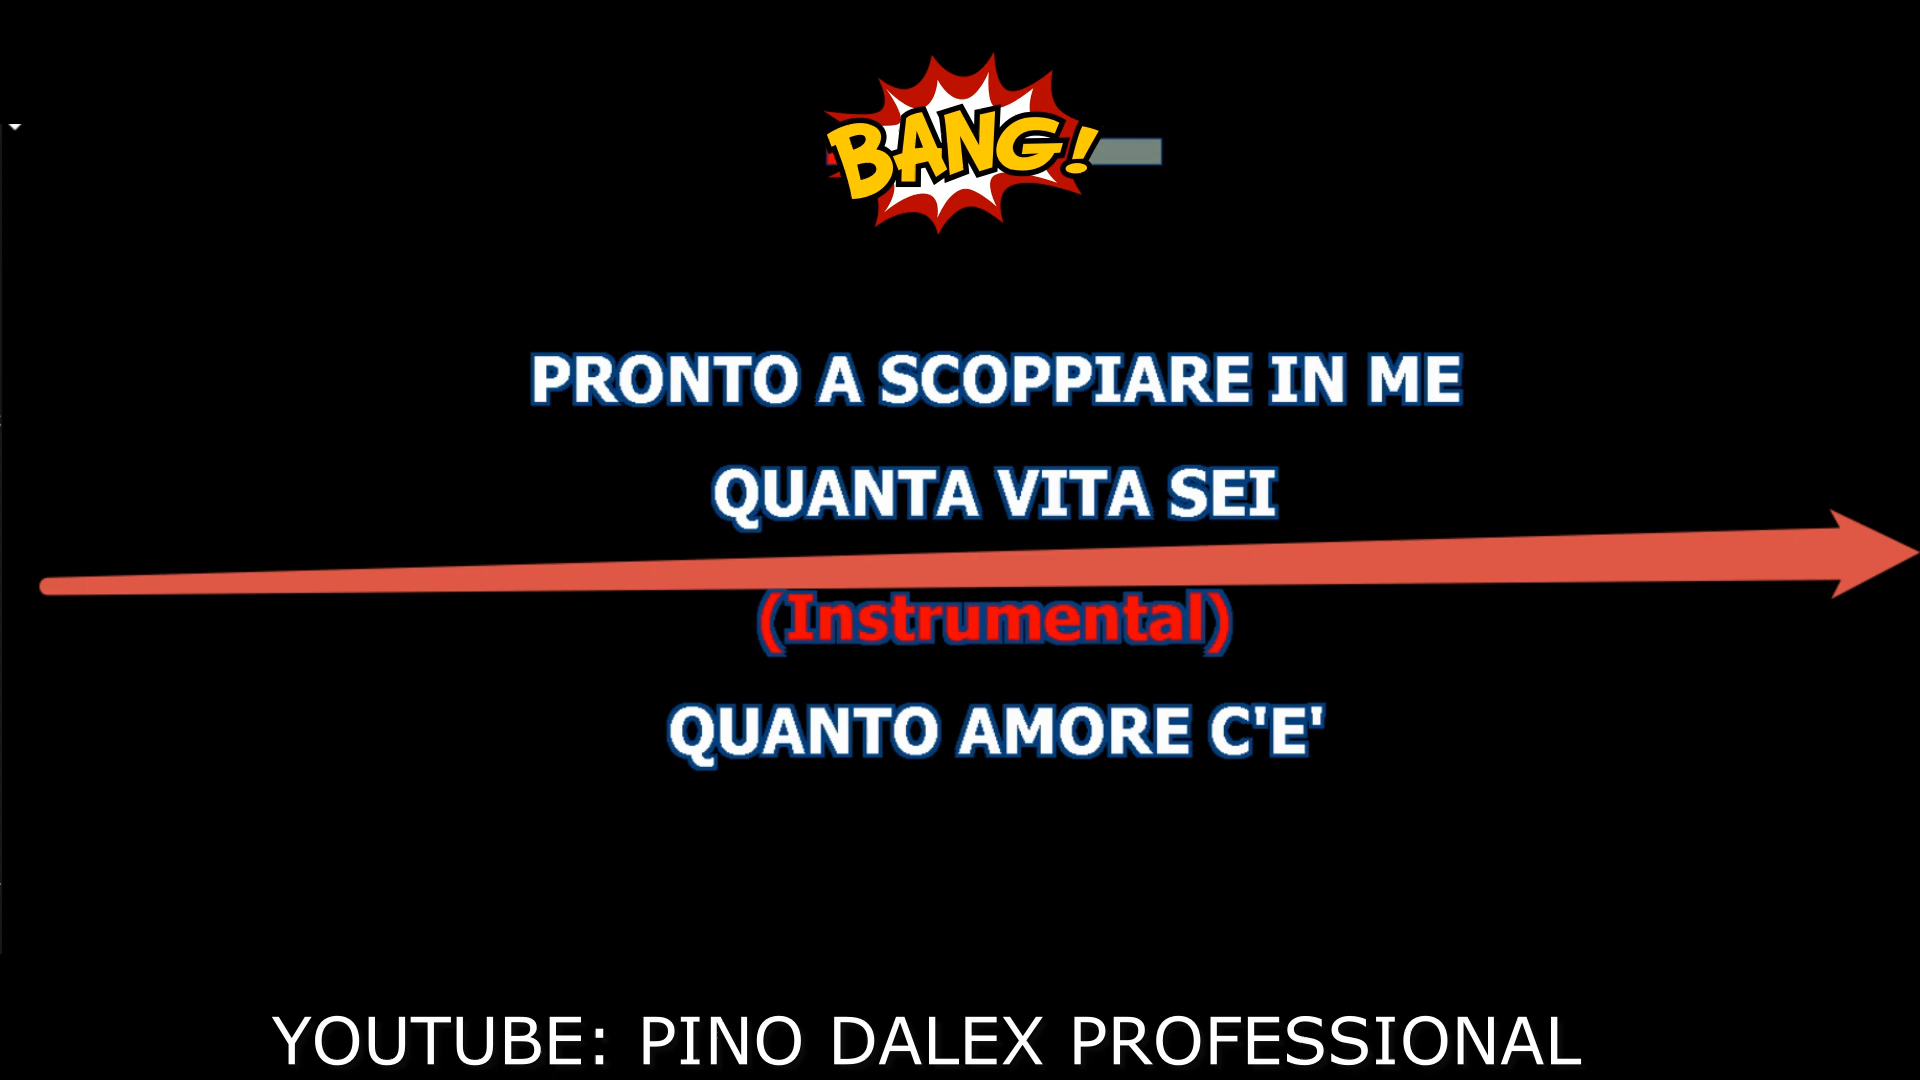 BANG!
PRONTO A SCOPPIARE IN ME
QUANTA VITA SEI
(Instrumental)
QUANTO AMORE C'E'
YOUTUBE: PINO DALEX PROFESSIONAL